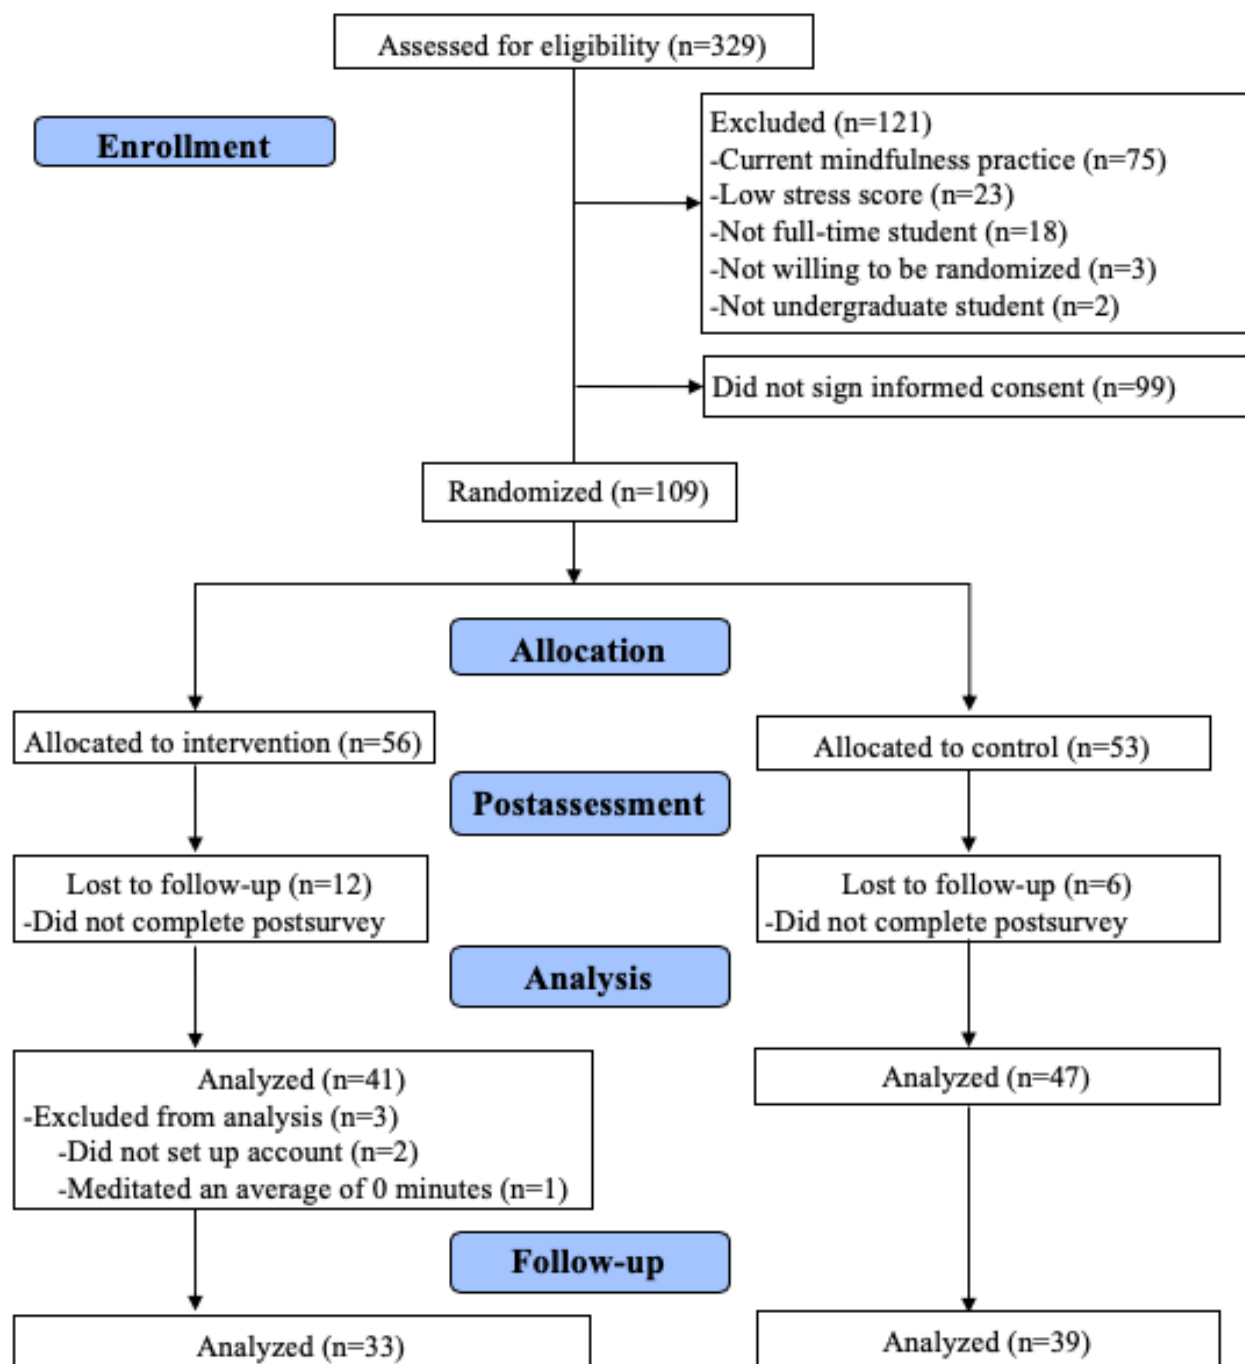 Assessed for eligibility (n=329)
Enrollment
Excluded (n=121)
-Current mindfulness practice (n=75)
-Low stress score (n=23)
-Not full-time student (n=18)
-Not willing to be randomized (n=3)
-Not undergraduate student (n=2)
Did not sign informed consent (n=99)
Randomized (n=109)
Allocation
Allocated to intervention (n=56)
Allocated to control (n=53)
Postassessment
Lost to follow-up (n=12)
-Did not complete postsurvey
Lost to follow-up (n=6)
-Did not complete postsurvey
Analysis
Analyzed (n=41)
-Excluded from analysis (n=3)
-Did not set up account (n=2)
-Meditated an average of 0 minutes (n=1)
Analyzed (n=47)
Follow-up
Analyzed (n=33)
Analyzed (n=39)